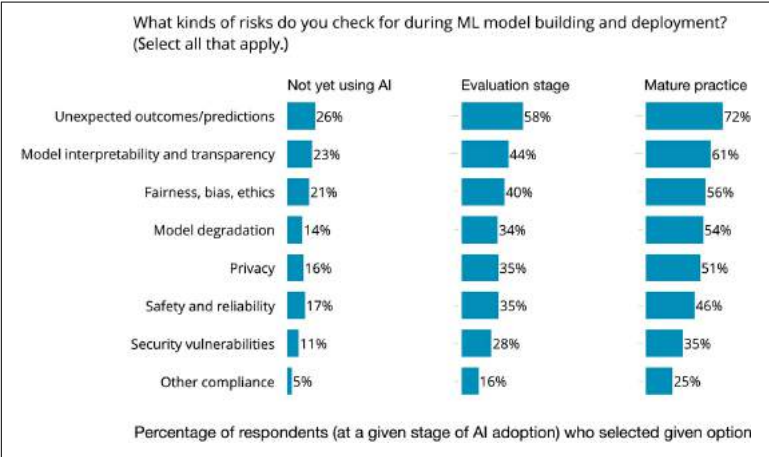 What kinds of risks do you check for during ML model building and deployment?
(Select all that apply.)
Not yet using AI Evaluation stage Mature practice
Unexpected outcomes/predictions 26% 58% 72%
Model interpretability and transparency 23% 44% 61%
Fairness, bias, ethics 21% 40% 56%
Model degradation 14% 34% 54%
Privacy 16% 35% 51%
Safety and reliability 17% 35% 46%
Security vulnerabilities 11% 28% 35%
Other compliance 5% 16% 25%
Percentage of respondents (at a given stage of AI adoption) who selected given option